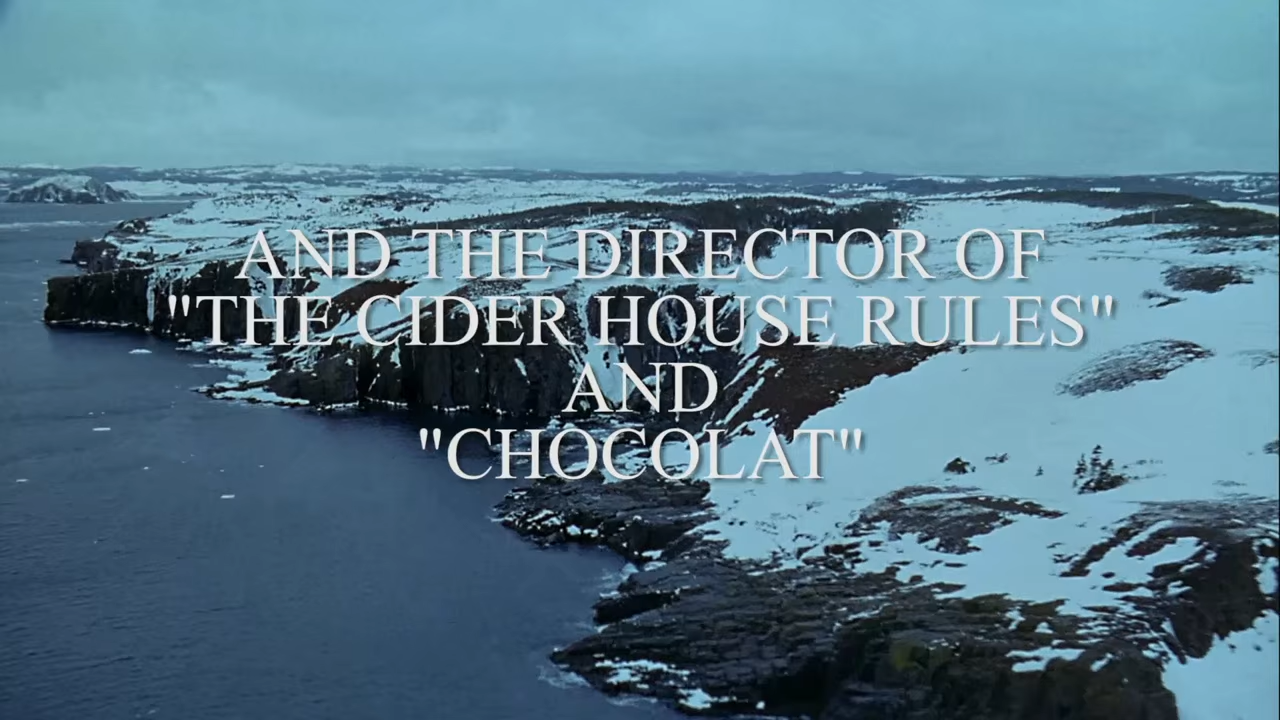 AND THE DIRECTOR OF
"THE CIDER HOUSE RULES"
AND
"CHOCOLAT"